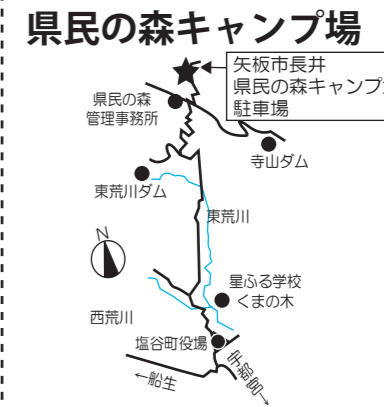 県民の森キャンプ場
矢板市長井
県民の森キャンプ
駐車場
県民の森
管理事務所
寺山ダム
東荒川ダム
東荒川
N
星ふる学校
くまの木
西荒川
塩谷町役場
宇都宮→
←船生